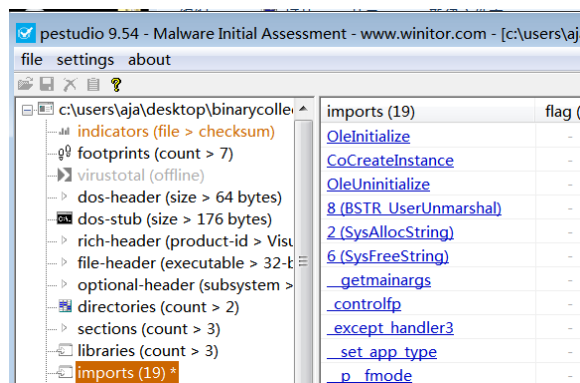 pestudio 9.54 - Malware Initial Assessment - www.winitor.com - [c:\users\aja
file settings about
c:\users\aja\desktop\binarycolle
indicators (file > checksum)
footprints (count > 7)
virustotal (offline)
dos-header (size > 64 bytes)
dos-stub (size > 176 bytes)
rich-header (product-id > Visu
file-header (executable > 32-b
optional-header (subsystem >
directories (count > 2)
sections (count > 3)
libraries (count > 3)
imports (19) *
imports (19) flag (
OleInitialize -
CoCreateInstance -
OleUninitialize -
8 (BSTR_UserUnmarshal) -
2 (SysAllocString) -
6 (SysFreeString) -
__getmainargs -
_controlfp -
_except_handler3 -
__set_app_type -
__p__fmode -